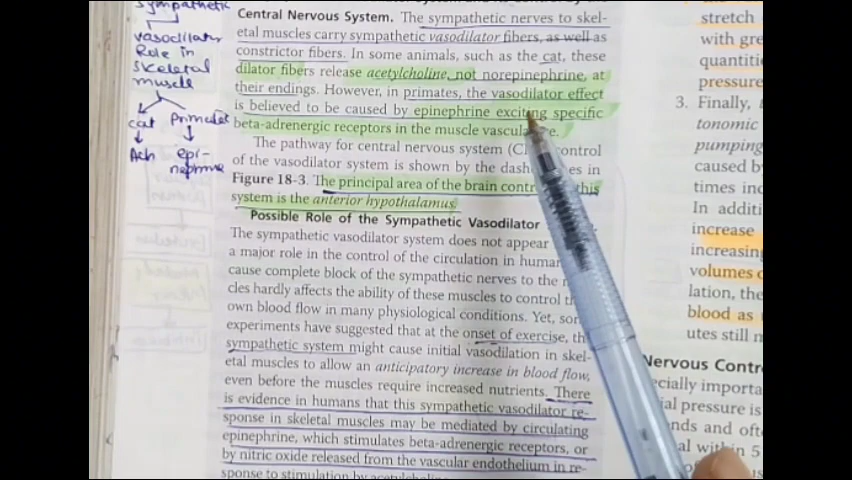 sympathetic
vasodilator
Role in
skeletal
muscle
cat Primates
Ach epi-
nephrine
Central Nervous System. The sympathetic nerves to skel-
etal muscles carry sympathetic vasodilator fibers, as well as
constrictor fibers. In some animals, such as the cat, these
dilator fibers release acetylcholine, not norepinephrine, at
their endings. However, in primates, the vasodilator effect
is believed to be caused by epinephrine exciting specific
beta-adrenergic receptors in the muscle vascu
The pathway for central nervous system (C control
of the vasodilator system is shown by the dash es in
Figure 18-3. The principal area of the brain contr this
system is the anterior hypothalamus.
Possible Role of the Sympathetic Vasodilator
The sympathetic vasodilator system does not appear
a major role in the control of the circulation in human
cause complete block of the sympathetic nerves to the
cles hardly affects the ability of these muscles to control
own blood flow in many physiological conditions. Yet, som
experiments have suggested that at the onset of exercise, th
sympathetic system might cause initial vasodilation in skel-
etal muscles to allow an anticipatory increase in blood flow,
even before the muscles require increased nutrients. There
is evidence in humans that this sympathetic vasodilator re-
sponse in skeletal muscles may be mediated by circulating
epinephrine, which stimulates beta-adrenergic receptors, or
by nitric oxide released from the vascular endothelium in re-
sponse to stimulation by acetylcholine
stretch
with gre
quantiti
pressure
3. Finally,
tonomic
pumping
caused by
times inc
In additi
increase
increasing
volumes
lation, the
blood as
utes still
Nervous Contr
ecially importa
ial pressure is
nds and oft
al within 5